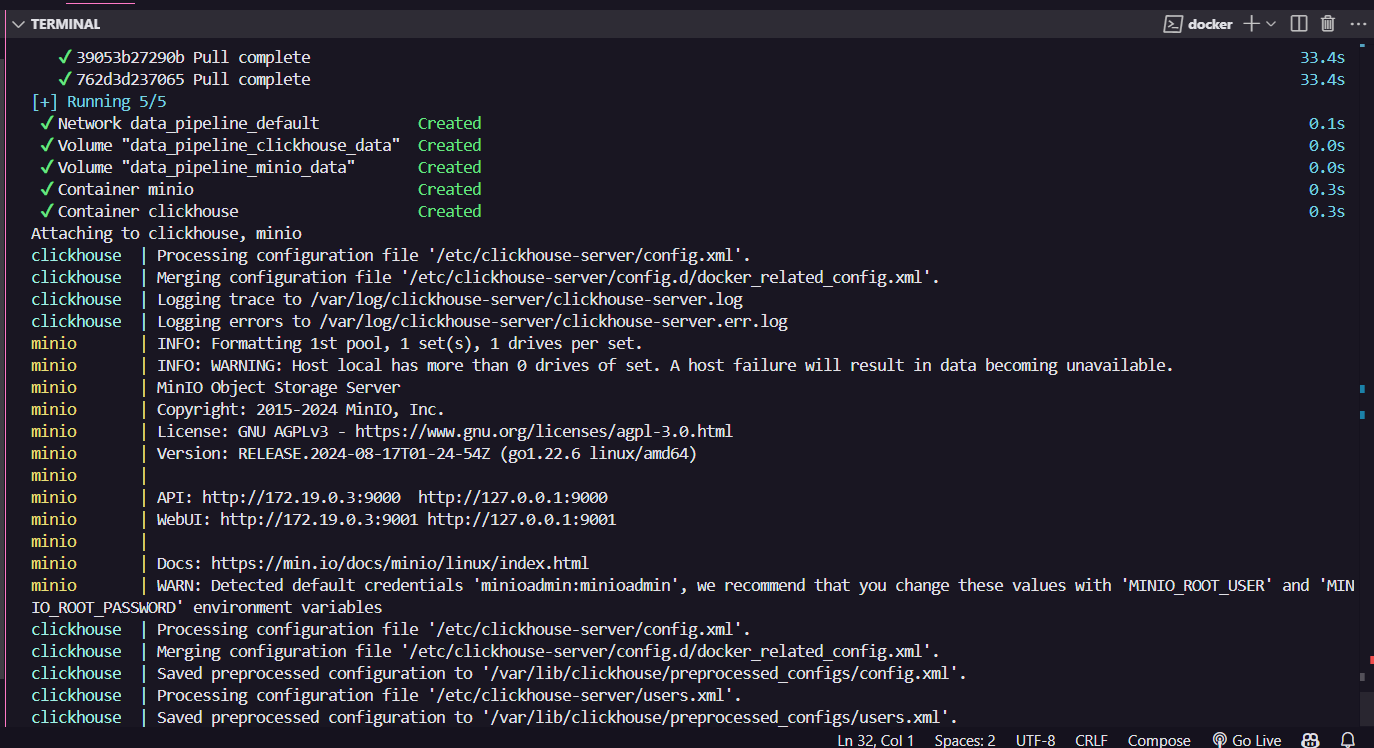 TERMINAL docker
✓ 39053b27290b Pull complete 33.4s
✓ 762d3d237065 Pull complete 33.4s
[+] Running 5/5
✓ Network data_pipeline_default Created 0.1s
✓ Volume "data_pipeline_clickhouse_data" Created 0.0s
✓ Volume "data_pipeline_minio_data" Created 0.0s
✓ Container minio Created 0.3s
✓ Container clickhouse Created 0.3s
Attaching to clickhouse, minio
clickhouse | Processing configuration file '/etc/clickhouse-server/config.xml'.
clickhouse | Merging configuration file '/etc/clickhouse-server/config.d/docker_related_config.xml'.
clickhouse | Logging trace to /var/log/clickhouse-server/clickhouse-server.log
clickhouse | Logging errors to /var/log/clickhouse-server/clickhouse-server.err.log
minio | INFO: Formatting 1st pool, 1 set(s), 1 drives per set.
minio | INFO: WARNING: Host local has more than 0 drives of set. A host failure will result in data becoming unavailable.
minio | MinIO Object Storage Server
minio | Copyright: 2015-2024 MinIO, Inc.
minio | License: GNU AGPLv3 - https://www.gnu.org/licenses/agpl-3.0.html
minio | Version: RELEASE.2024-08-17T01-24-54Z (go1.22.6 linux/amd64)
minio |
minio | API: http://172.19.0.3:9000 http://127.0.0.1:9000
minio | WebUI: http://172.19.0.3:9001 http://127.0.0.1:9001
minio |
minio | Docs: https://min.io/docs/minio/linux/index.html
minio | WARN: Detected default credentials 'minioadmin:minioadmin', we recommend that you change these values with 'MINIO_ROOT_USER' and 'MIN
IO_ROOT_PASSWORD' environment variables
clickhouse | Processing configuration file '/etc/clickhouse-server/config.xml'.
clickhouse | Merging configuration file '/etc/clickhouse-server/config.d/docker_related_config.xml'.
clickhouse | Saved preprocessed configuration to '/var/lib/clickhouse/preprocessed_configs/config.xml'.
clickhouse | Processing configuration file '/etc/clickhouse-server/users.xml'.
clickhouse | Saved preprocessed configuration to '/var/lib/clickhouse/preprocessed_configs/users.xml'.
Ln 32, Col 1 Spaces: 2 UTF-8 CRLF Compose Go Live